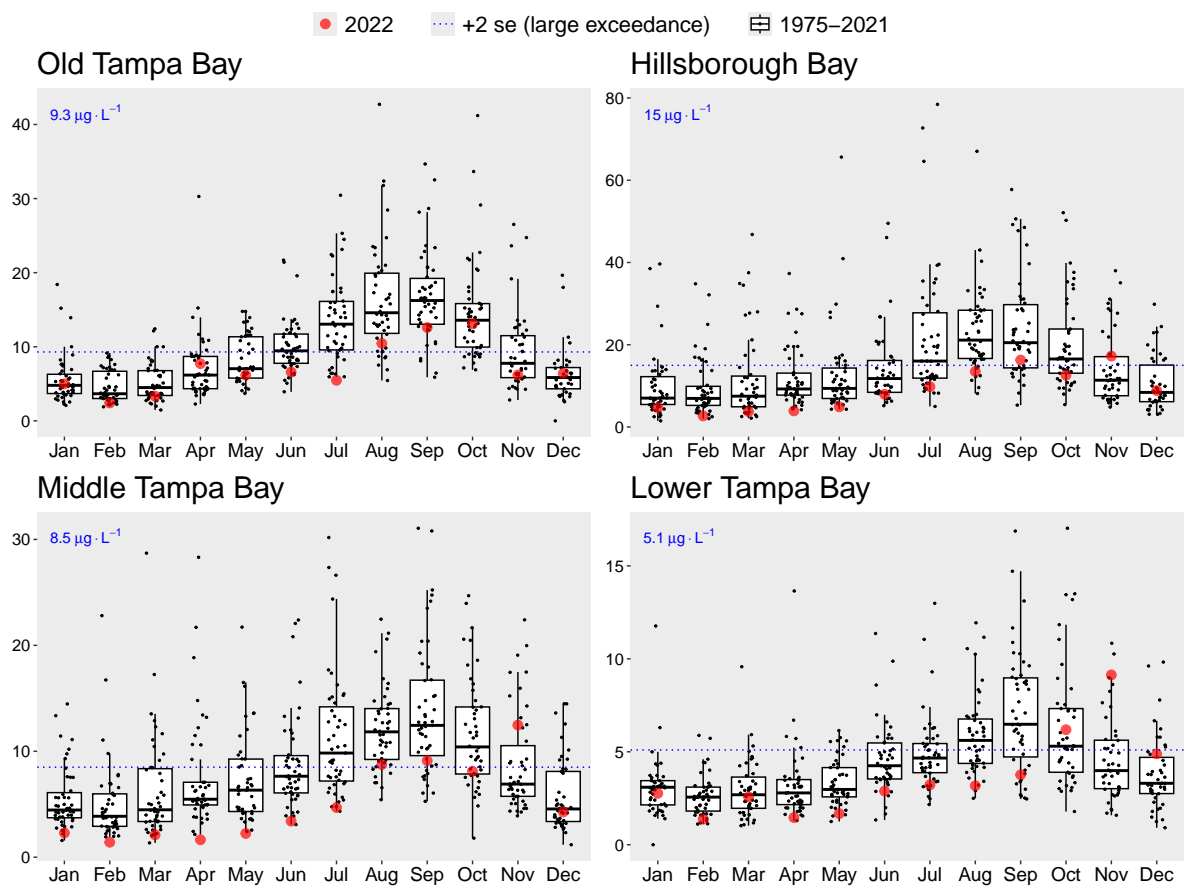 2022 +2 se (large exceedance) 1975−2021
Old Tampa Bay
9.3 μg·L⁻¹
40
30
20
10
0
Jan Feb Mar Apr May Jun Jul Aug Sep Oct Nov Dec
Hillsborough Bay
15 μg·L⁻¹
80
60
40
20
0
Jan Feb Mar Apr May Jun Jul Aug Sep Oct Nov Dec
Middle Tampa Bay
8.5 μg·L⁻¹
30
20
10
0
Jan Feb Mar Apr May Jun Jul Aug Sep Oct Nov Dec
Lower Tampa Bay
5.1 μg·L⁻¹
15
10
5
0
Jan Feb Mar Apr May Jun Jul Aug Sep Oct Nov Dec